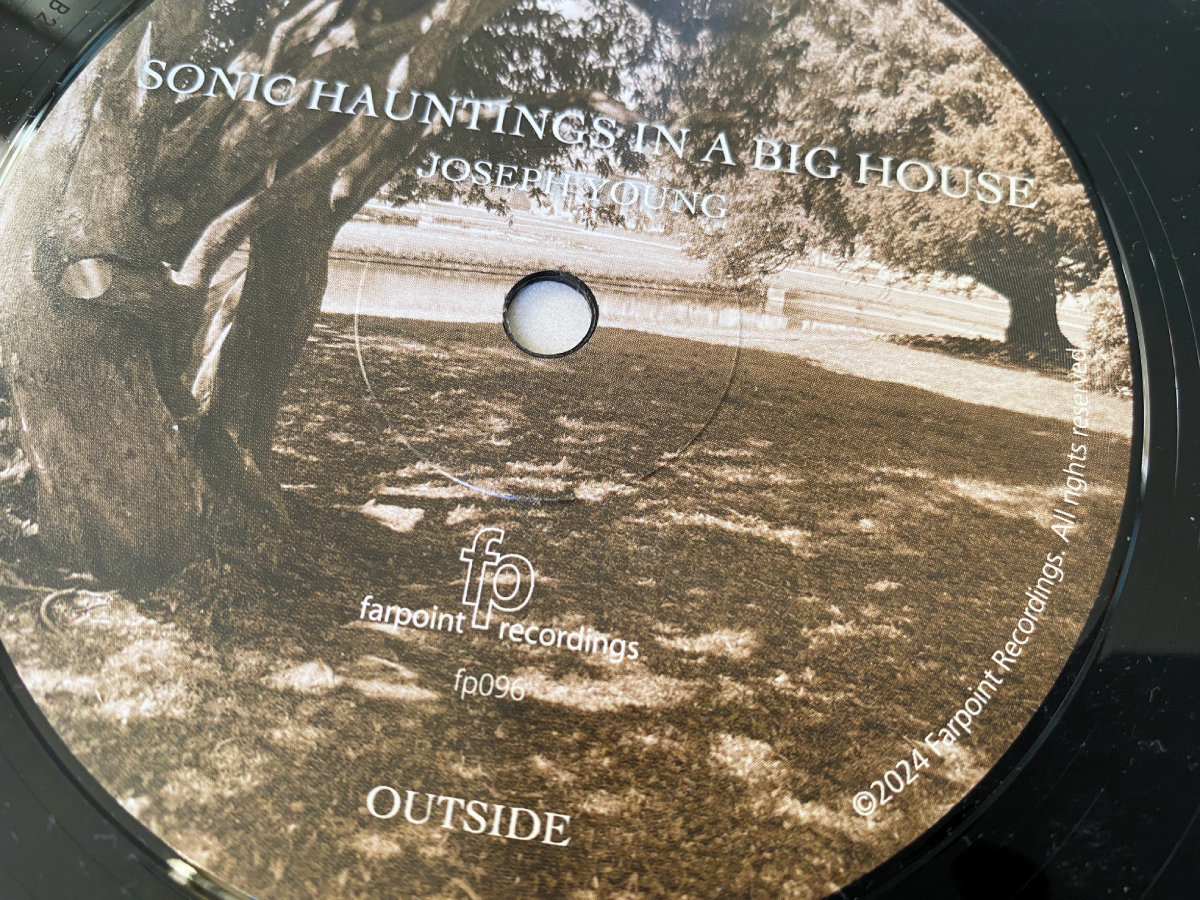 SONIC HAUNTINGS IN A BIG HOUSE
JOSEPH YOUNG
fp
farpoint recordings
fp096
OUTSIDE
©2024 Farpoint Recordings. All rights reserved